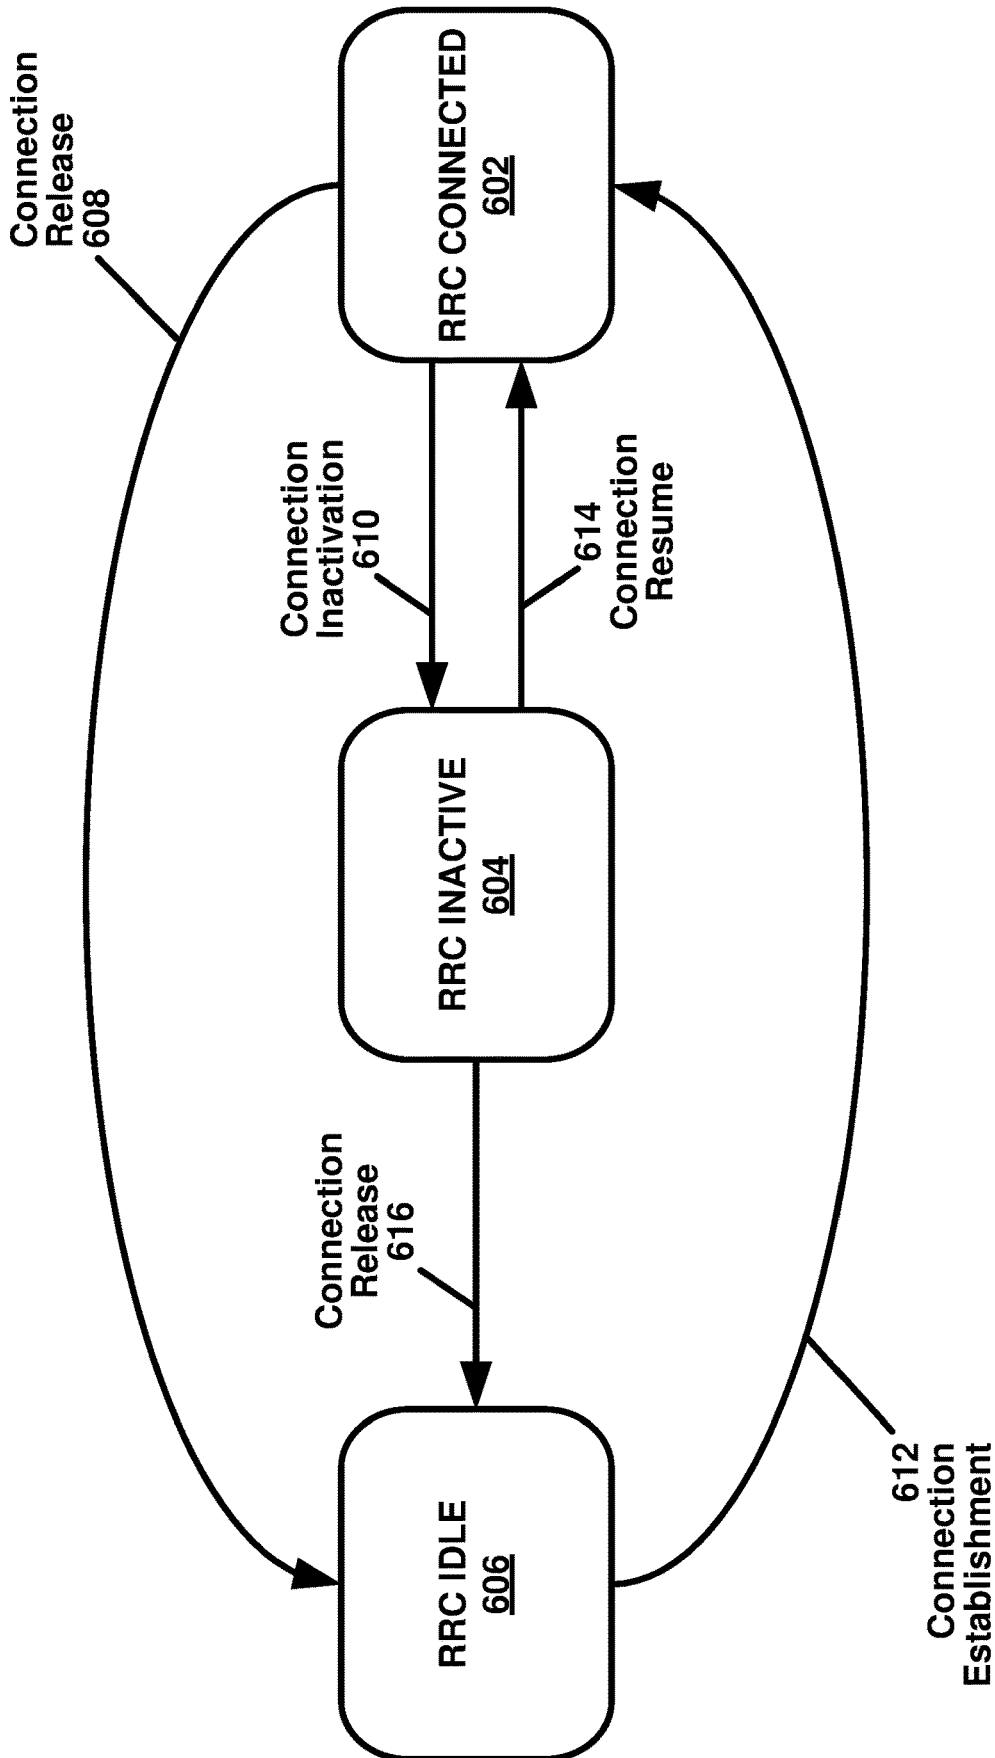 Connection
Release
608
RRC IDLE
606
Connection
Release
616
RRC INACTIVE
604
Connection
Inactivation
610
RRC CONNECTED
602
614
Connection
Resume
612
Connection
Establishment